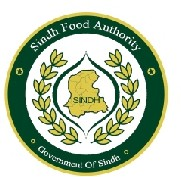 Sindh Food Authority
SINDH
Government Of Sindh